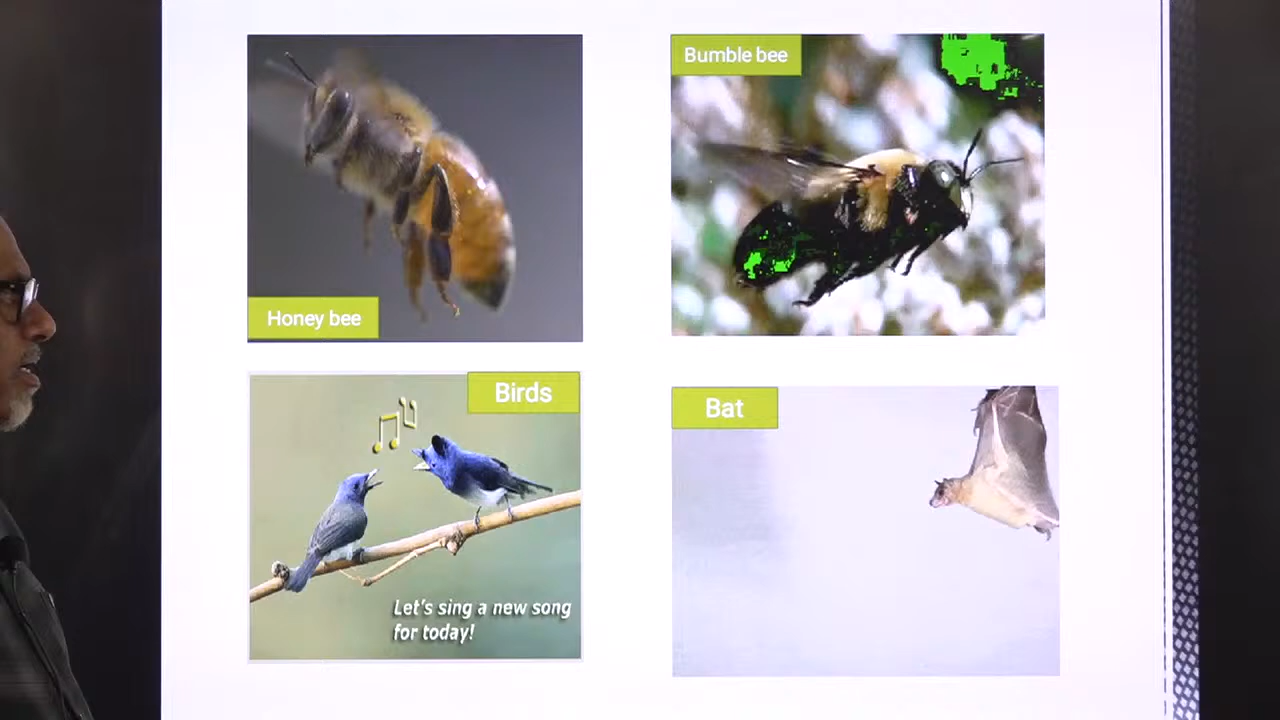 Honey bee
Bumble bee
Birds
Let's sing a new song
for today!
Bat